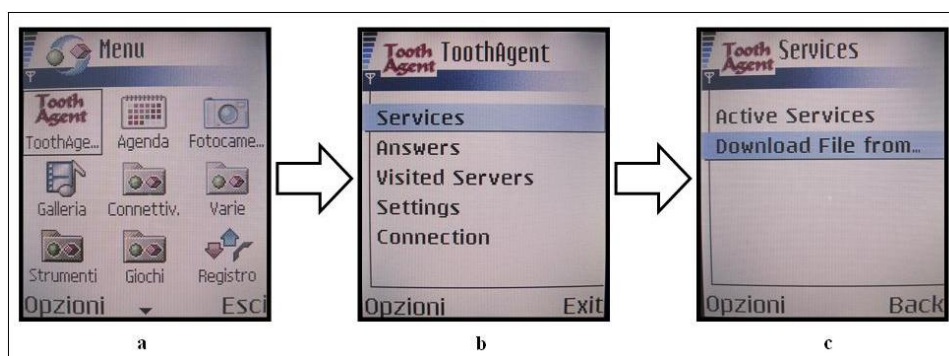 Menu
Tooth
Agent
ToothAge...
Agenda
Fotocame...
Galleria
Connettiv.
Varie
Strumenti
Giochi
Registro
Opzioni
Esci
a
Tooth
Agent
ToothAgent
Services
Answers
Visited Servers
Settings
Connection
Opzioni
Exit
b
Tooth
Agent
Services
Active Services
Download File from...
Opzioni
Back
c